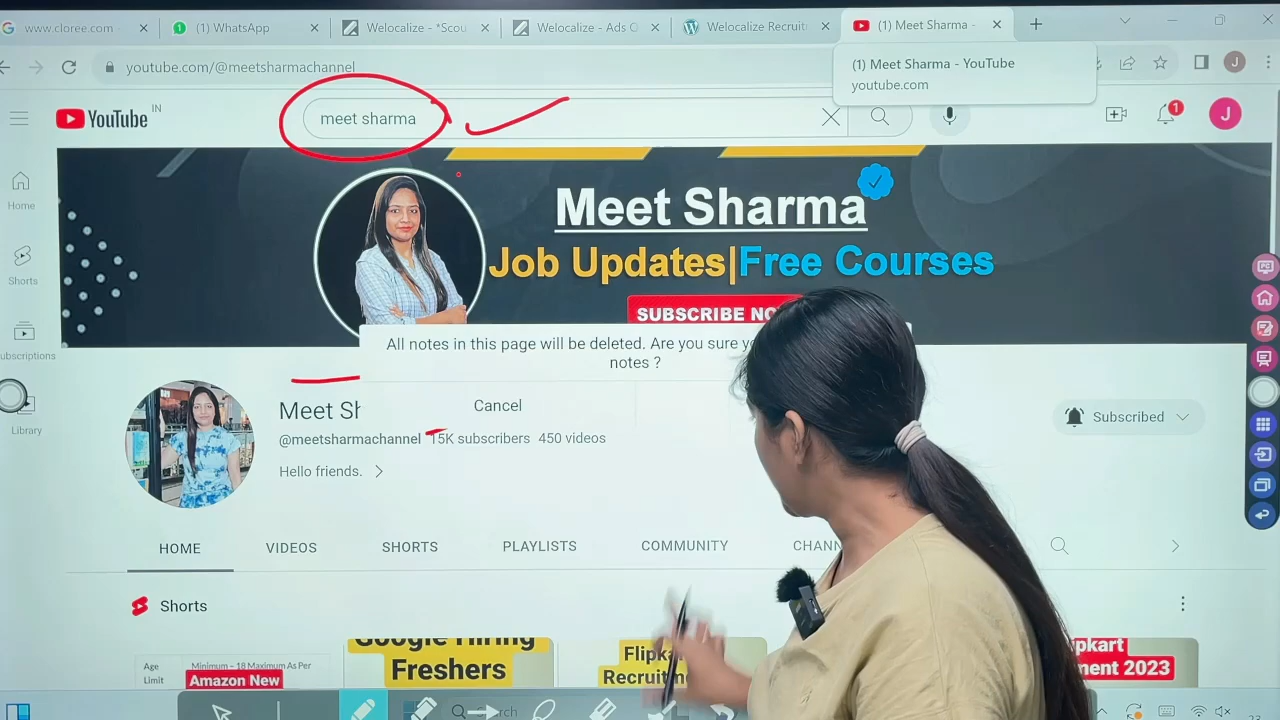 www.cloree.com
(1) WhatsApp
Welocalize - *Scou
Welocalize - Ads O
Welocalize Recruit
(1) Meet Sharma -
youtube.com/@meetsharmachannel
(1) Meet Sharma - YouTube
youtube.com
J
YouTube IN
meet sharma
1
J
Home
Shorts
ubscriptions
Library
Meet Sharma
Job Updates|Free Courses
SUBSCRIBE NO
All notes in this page will be deleted. Are you sure
notes ?
Cancel
Meet Sh
@meetsharmachannel 15K subscribers 450 videos
Hello friends.
Subscribed
HOME VIDEOS SHORTS PLAYLISTS COMMUNITY CHANN
Shorts
Age Limit
Minimum – 18 Maximum As Per
Amazon New
Google Hiring
Freshers
Flipka
Recruitm
pkart
ment 2023